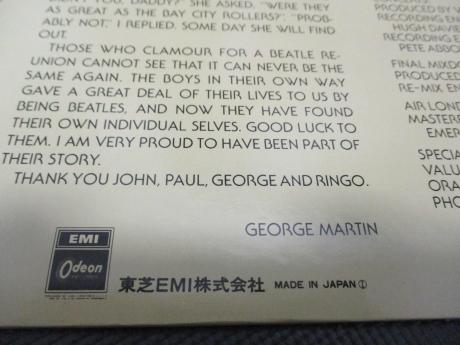 DIDN'T YOU, DADDY?" SHE ASKED, "WERE THEY
AS GREAT AS THE BAY CITY ROLLERS?". "PROB-
ABLY NOT," I REPLIED. SOME DAY SHE WILL FIND
OUT.
THOSE WHO CLAMOUR FOR A BEATLE RE-
UNION CANNOT SEE THAT IT CAN NEVER BE THE
SAME AGAIN. THE BOYS IN THEIR OWN WAY
GAVE A GREAT DEAL OF THEIR LIVES TO US BY
BEING BEATLES, AND NOW THEY HAVE FOUND
THEIR OWN INDIVIDUAL SELVES. GOOD LUCK TO
THEM. I AM VERY PROUD TO HAVE BEEN PART OF
THEIR STORY.
THANK YOU JOHN, PAUL, GEORGE AND RINGO.
GEORGE MARTIN
PRODUCED BY
RECORDING EN
HUGH DAVIE
RECORDING E
PETE ABBO
FINAL MIXDO
PRODUCED
RE-MIX EN
AIR LON
MASTERE
EMER
SPECIA
VALU
ORA
PHO
EMI
Odeon
東芝EMI株式会社 MADE IN JAPAN ①